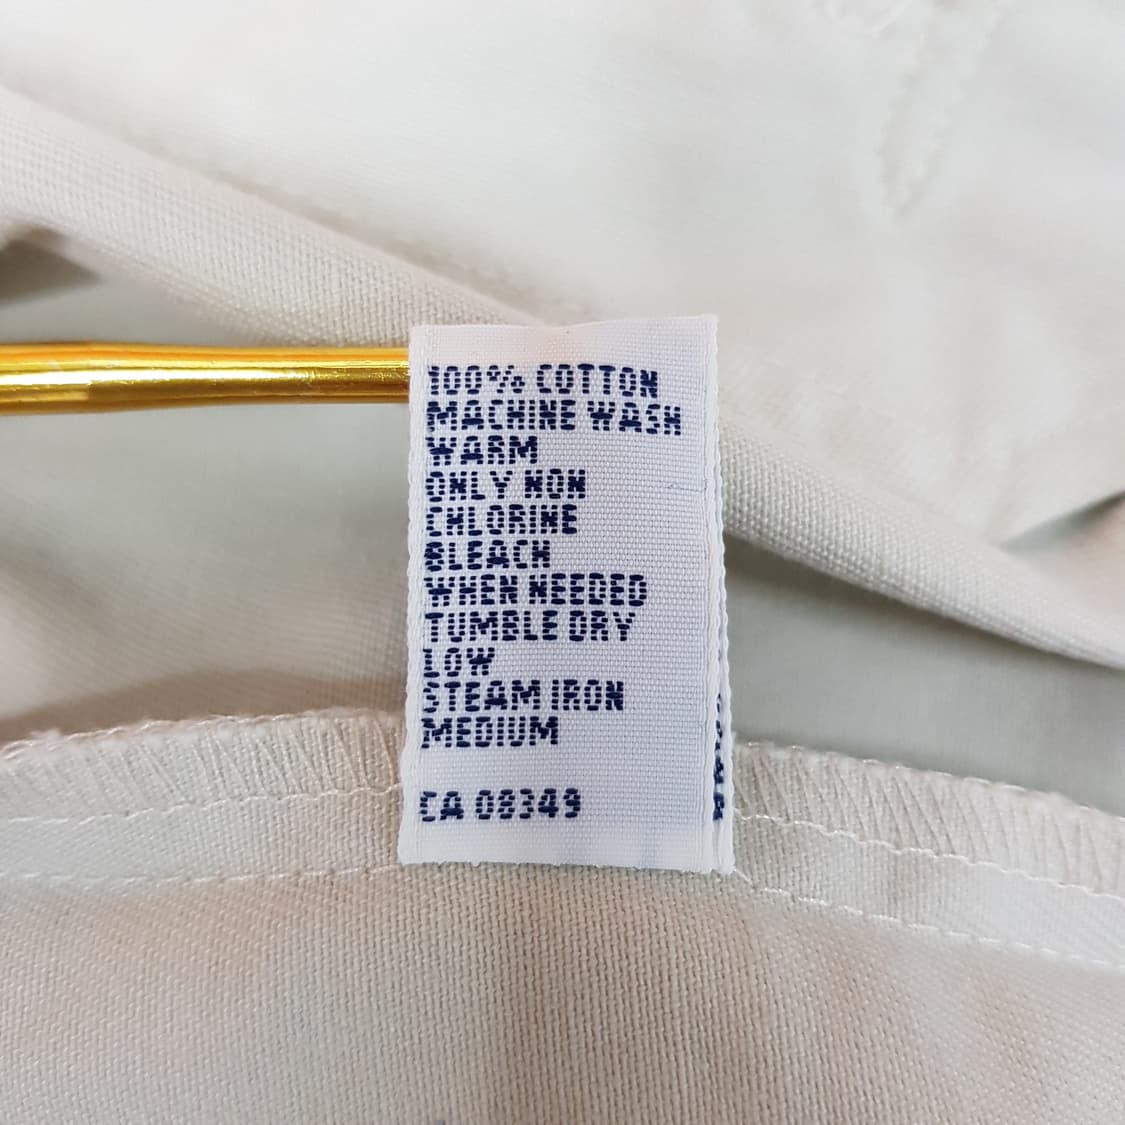 100% COTTON
MACHINE WASH
WARM
ONLY NON
CHLORINE
BLEACH
WHEN NEEDED
TUMBLE DRY
LOW
STEAM IRON
MEDIUM
CA 08349